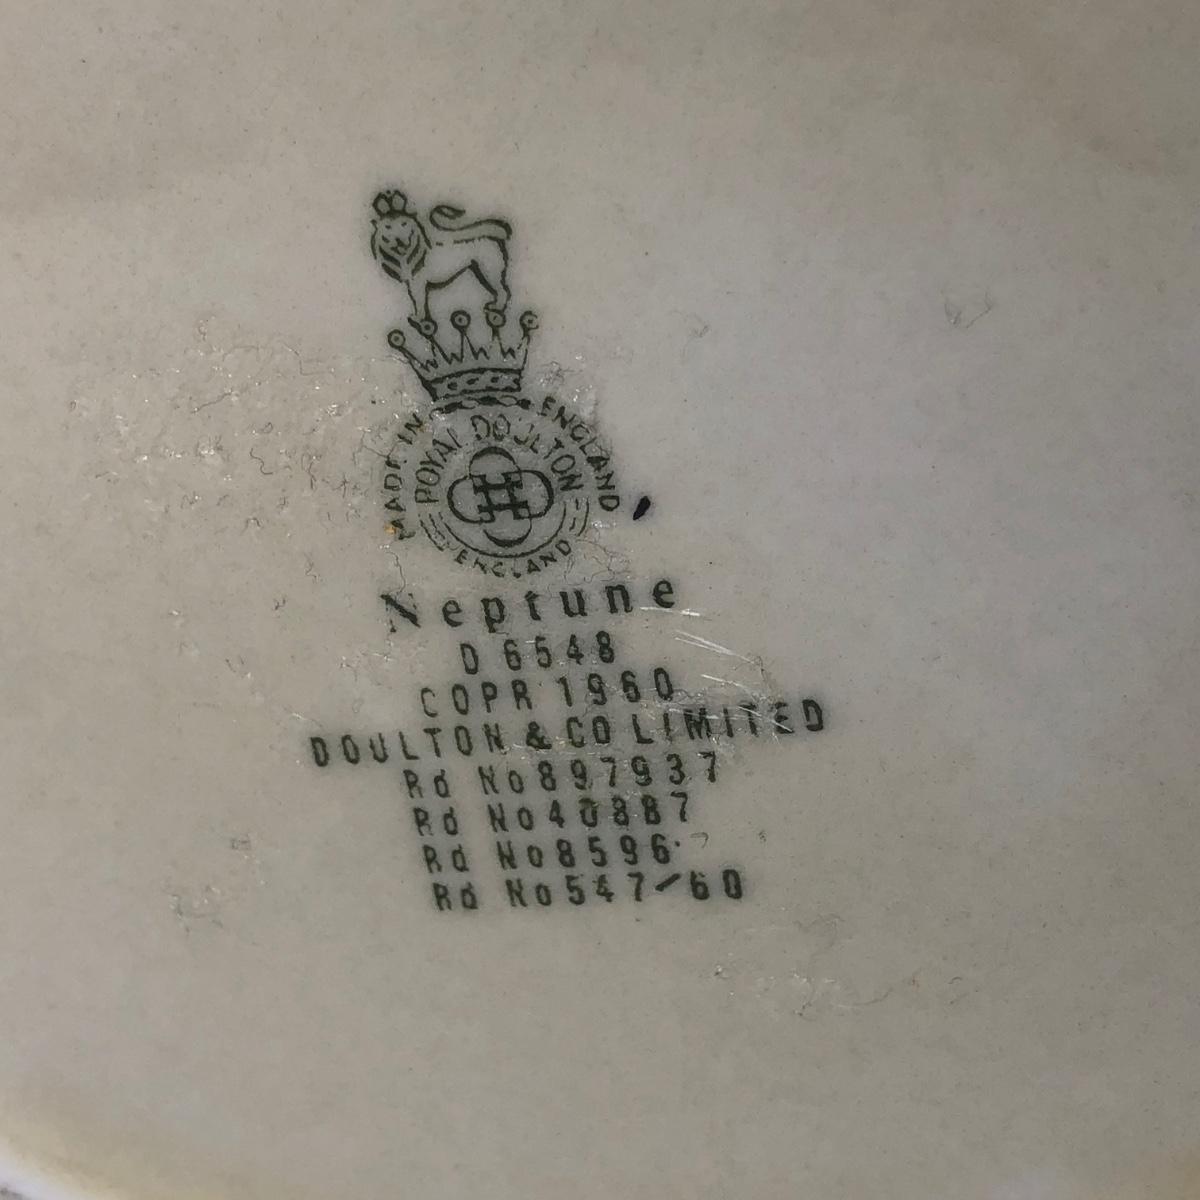 MADE IN ENGLAND
ROYAL DOULTON
ENGLAND
Neptune
D 6548
COPR 1960
DOULTON & CO LIMITED
Rd No 897937
Rd No 40887
Rd No 8596
Rd No 547/60